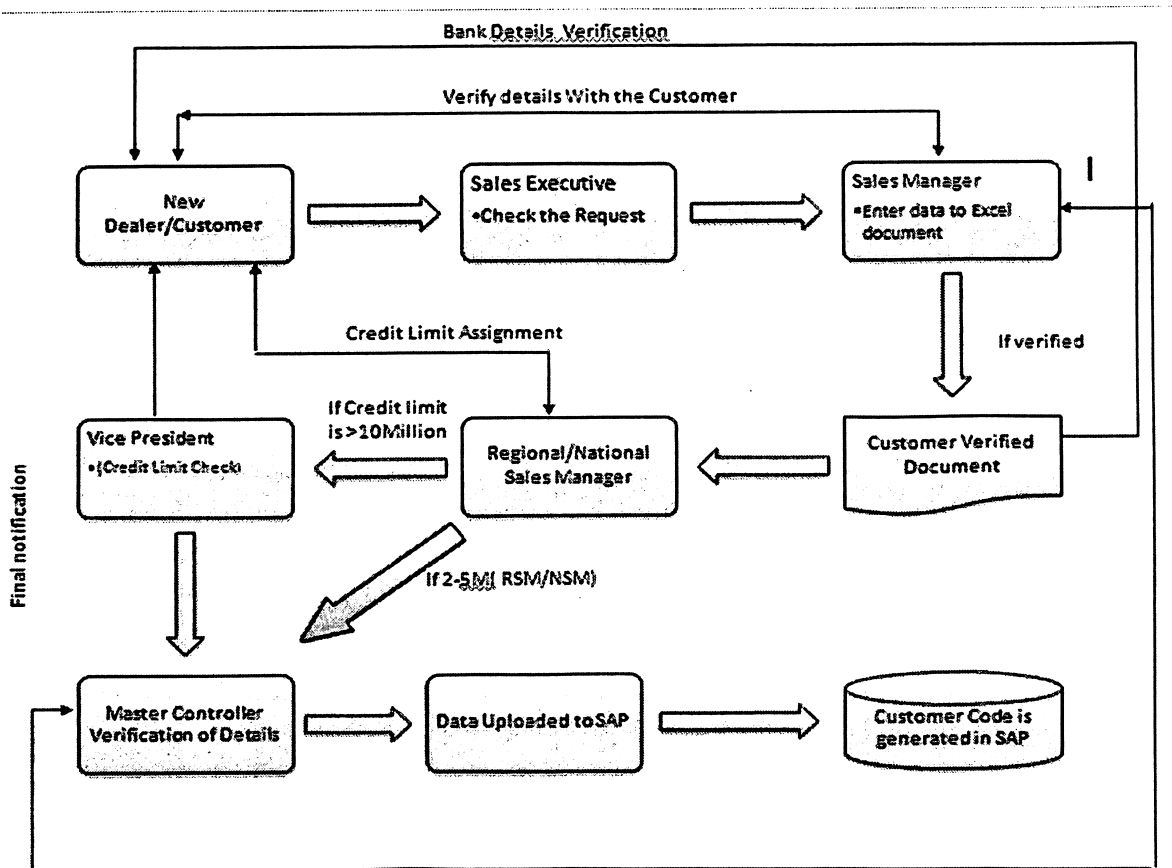 Bank Details Verification
Verify details With the Customer
New
Dealer/Customer
Sales Executive
•Check the Request
Sales Manager
•Enter data to Excel
document
Credit Limit Assignment
If verified
If Credit limit
is >10Million
Vice President
•(Credit Limit Check)
Regional/National
Sales Manager
Customer Verified
Document
Final notification
If 2-5M( RSM/NSM)
Master Controller
Verification of Details
Data Uploaded to SAP
Customer Code is
generated in SAP